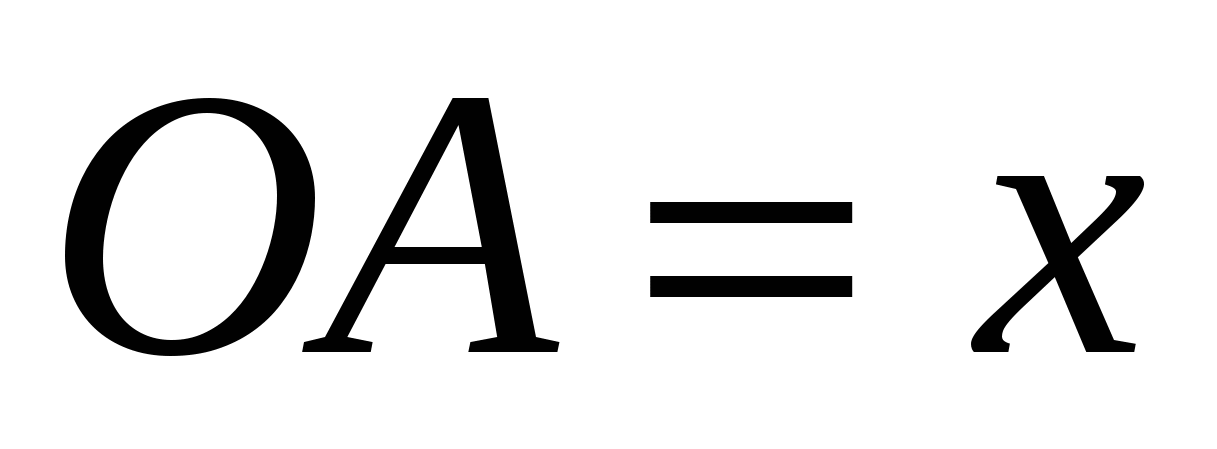 OA = x